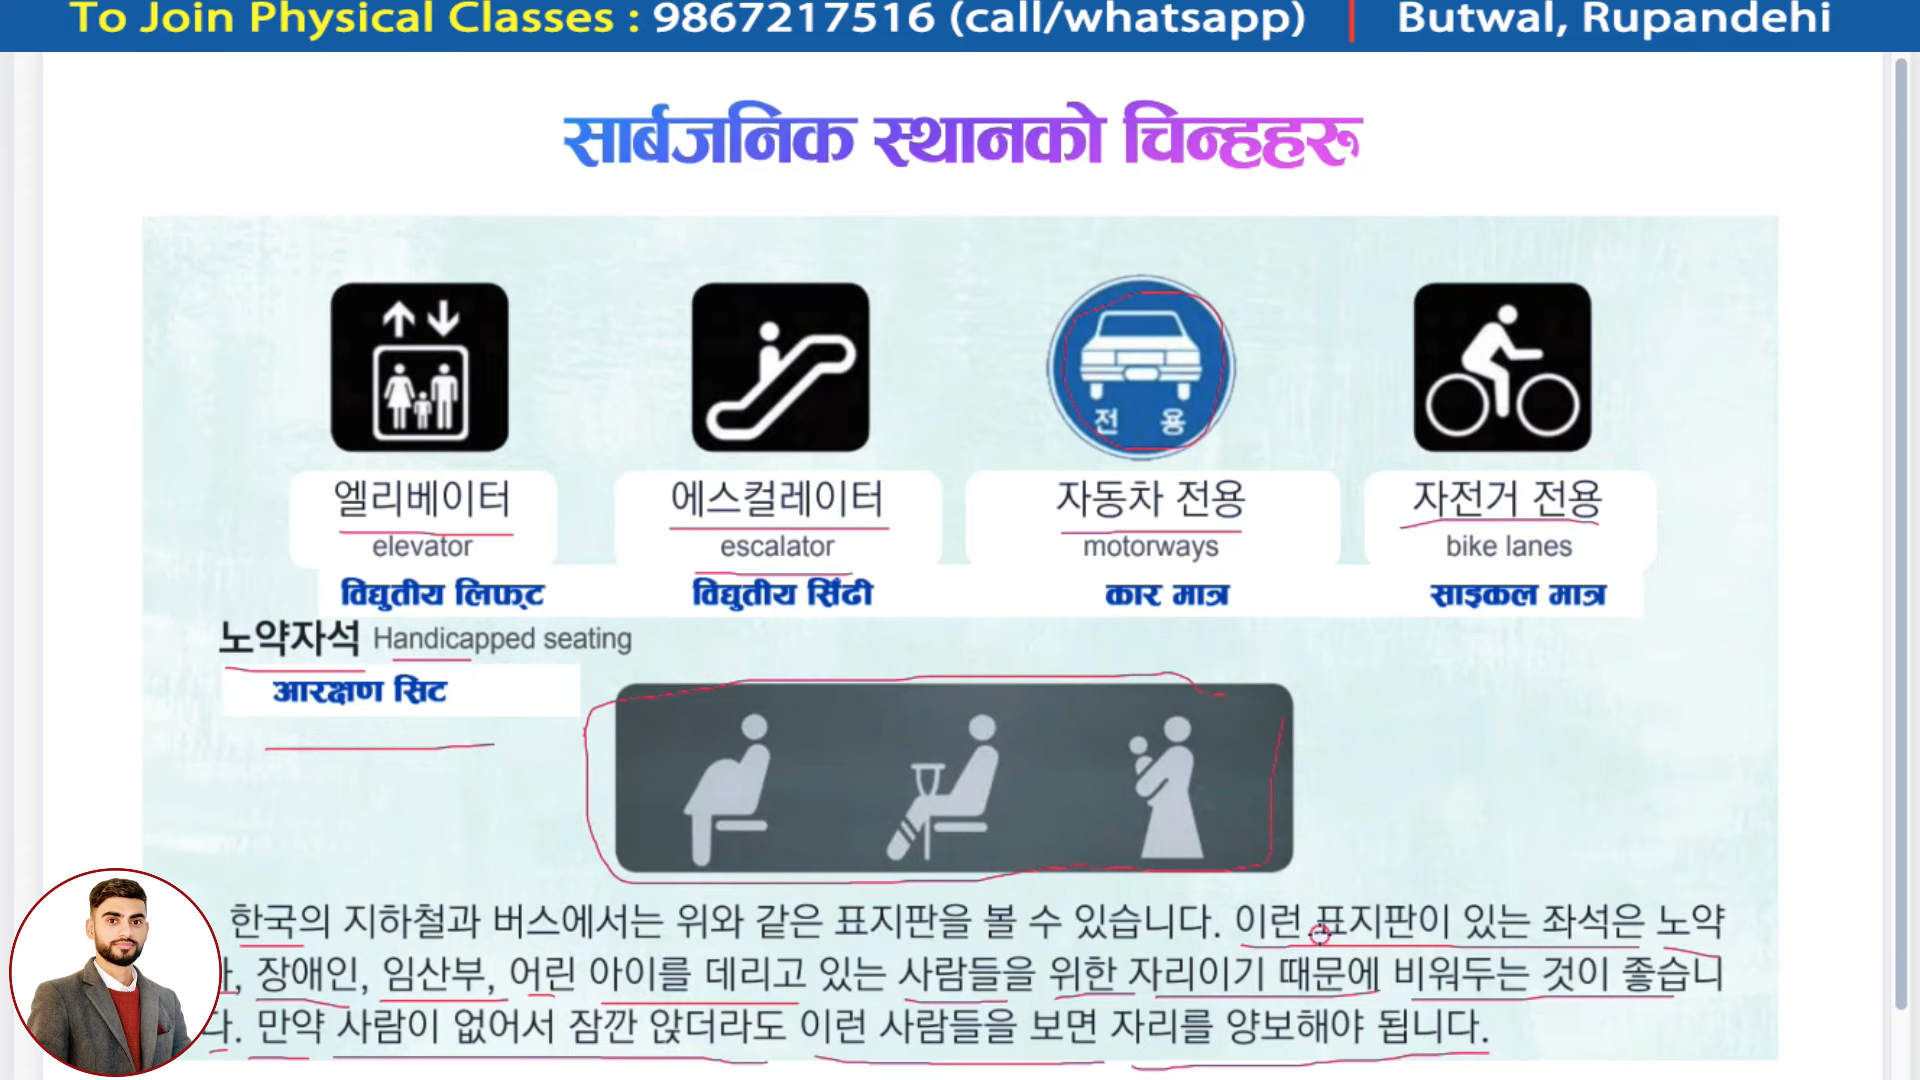 To Join Physical Classes : 9867217516 (call/whatsapp) | Butwal, Rupandehi
सार्बजनिक स्थानको चिन्हहरु
전 용
엘리베이터 에스컬레이터 자동차 전용 자전거 전용
elevator escalator motorways bike lanes
विद्युतीय लिफ्ट विद्युतीय सिँढी कार मात्र साइकल मात्र
노약자석 Handicapped seating
आरक्षण सिट
한국의 지하철과 버스에서는 위와 같은 표지판을 볼 수 있습니다. 이런 표지판이 있는 좌석은 노약
, 장애인, 임산부, 어린 아이를 데리고 있는 사람들을 위한 자리이기 때문에 비워두는 것이 좋습니
다. 만약 사람이 없어서 잠깐 앉더라도 이런 사람들을 보면 자리를 양보해야 됩니다.